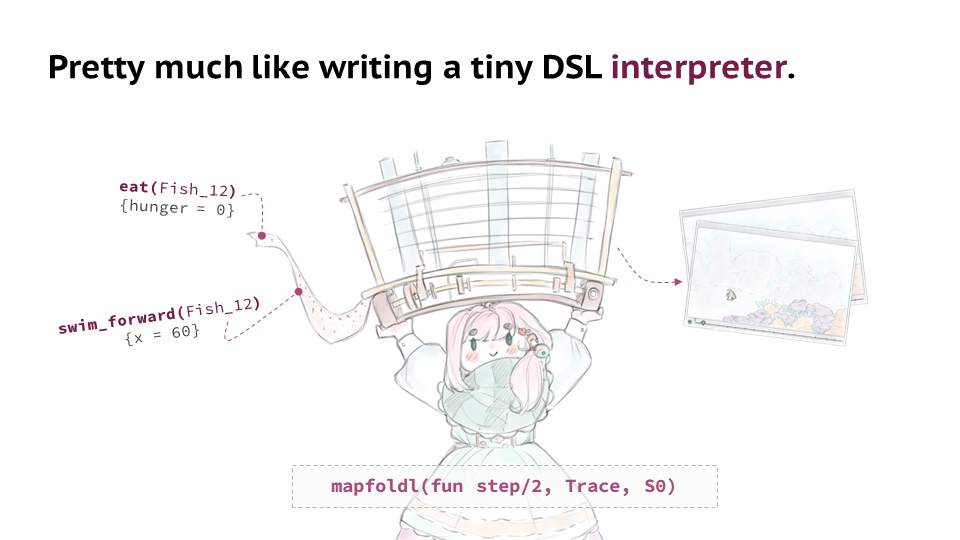 Pretty much like writing a tiny DSL interpreter.
eat(Fish_12)
{hunger = 0}
swim_forward(Fish_12)
{x = 60}
mapfoldl(fun step/2, Trace, S0)